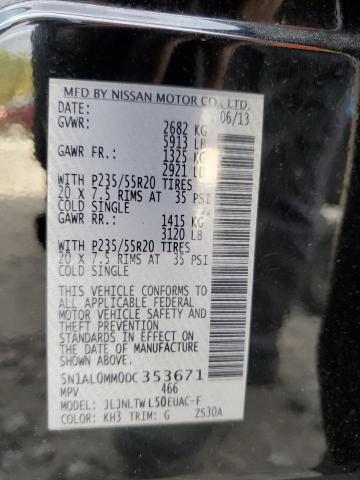 MFD BY NISSAN MOTOR CO., LTD.
DATE: 06/13
GVWR: 2682 KG
5913 LB
GAWR FR.: 1325 KG
2921 LB
WITH P235/55R20 TIRES
20 X 7.5 RIMS AT 35 PSI
COLD SINGLE
GAWR RR.: 1415 KG
3120 LB
WITH P235/55R20 TIRES
20 X 7.5 RIMS AT 35 PSI
COLD SINGLE
THIS VEHICLE CONFORMS TO
ALL APPLICABLE FEDERAL
MOTOR VEHICLE SAFETY AND
THEFT PREVENTION
STANDARDS IN EFFECT ON
THE DATE OF MANUFACTURE
SHOWN ABOVE.
5N1AL0MM0DC353671
MPV 466
MODEL: JLJNLTWL50EUAC-F
COLOR: KH3 TRIM: G ZS30A